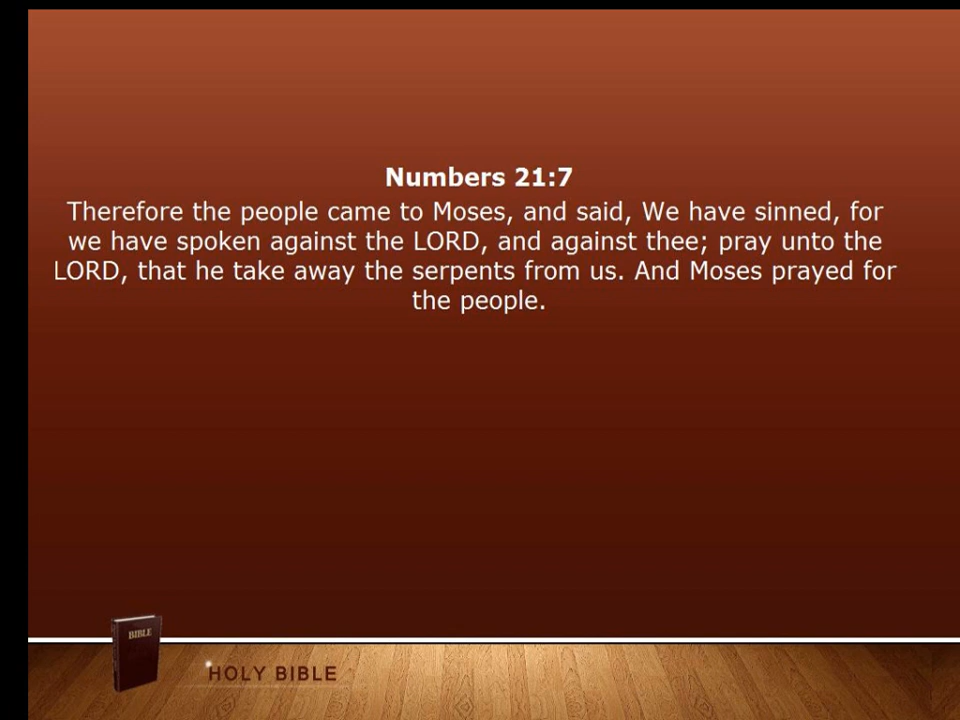 Numbers 21:7
Therefore the people came to Moses, and said, We have sinned, for
we have spoken against the LORD, and against thee; pray unto the
LORD, that he take away the serpents from us. And Moses prayed for
the people.
BIBLE
HOLY BIBLE